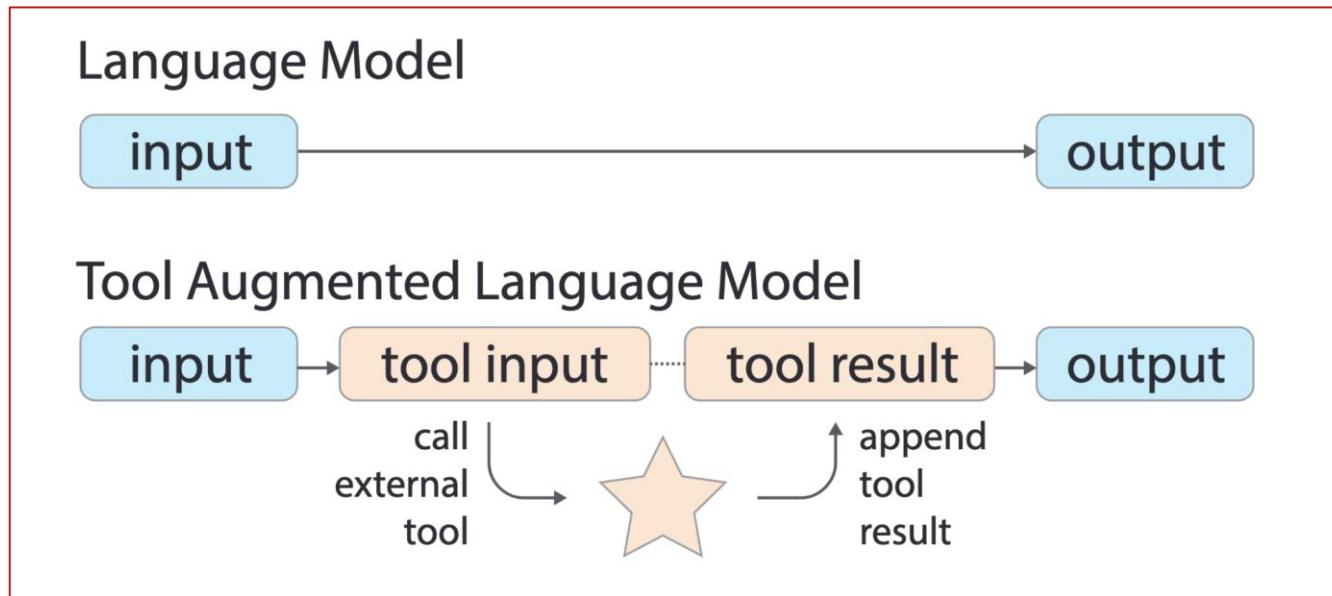 Language Model
input
output
Tool Augmented Language Model
input
tool input
tool result
output
call
external
tool
append
tool
result